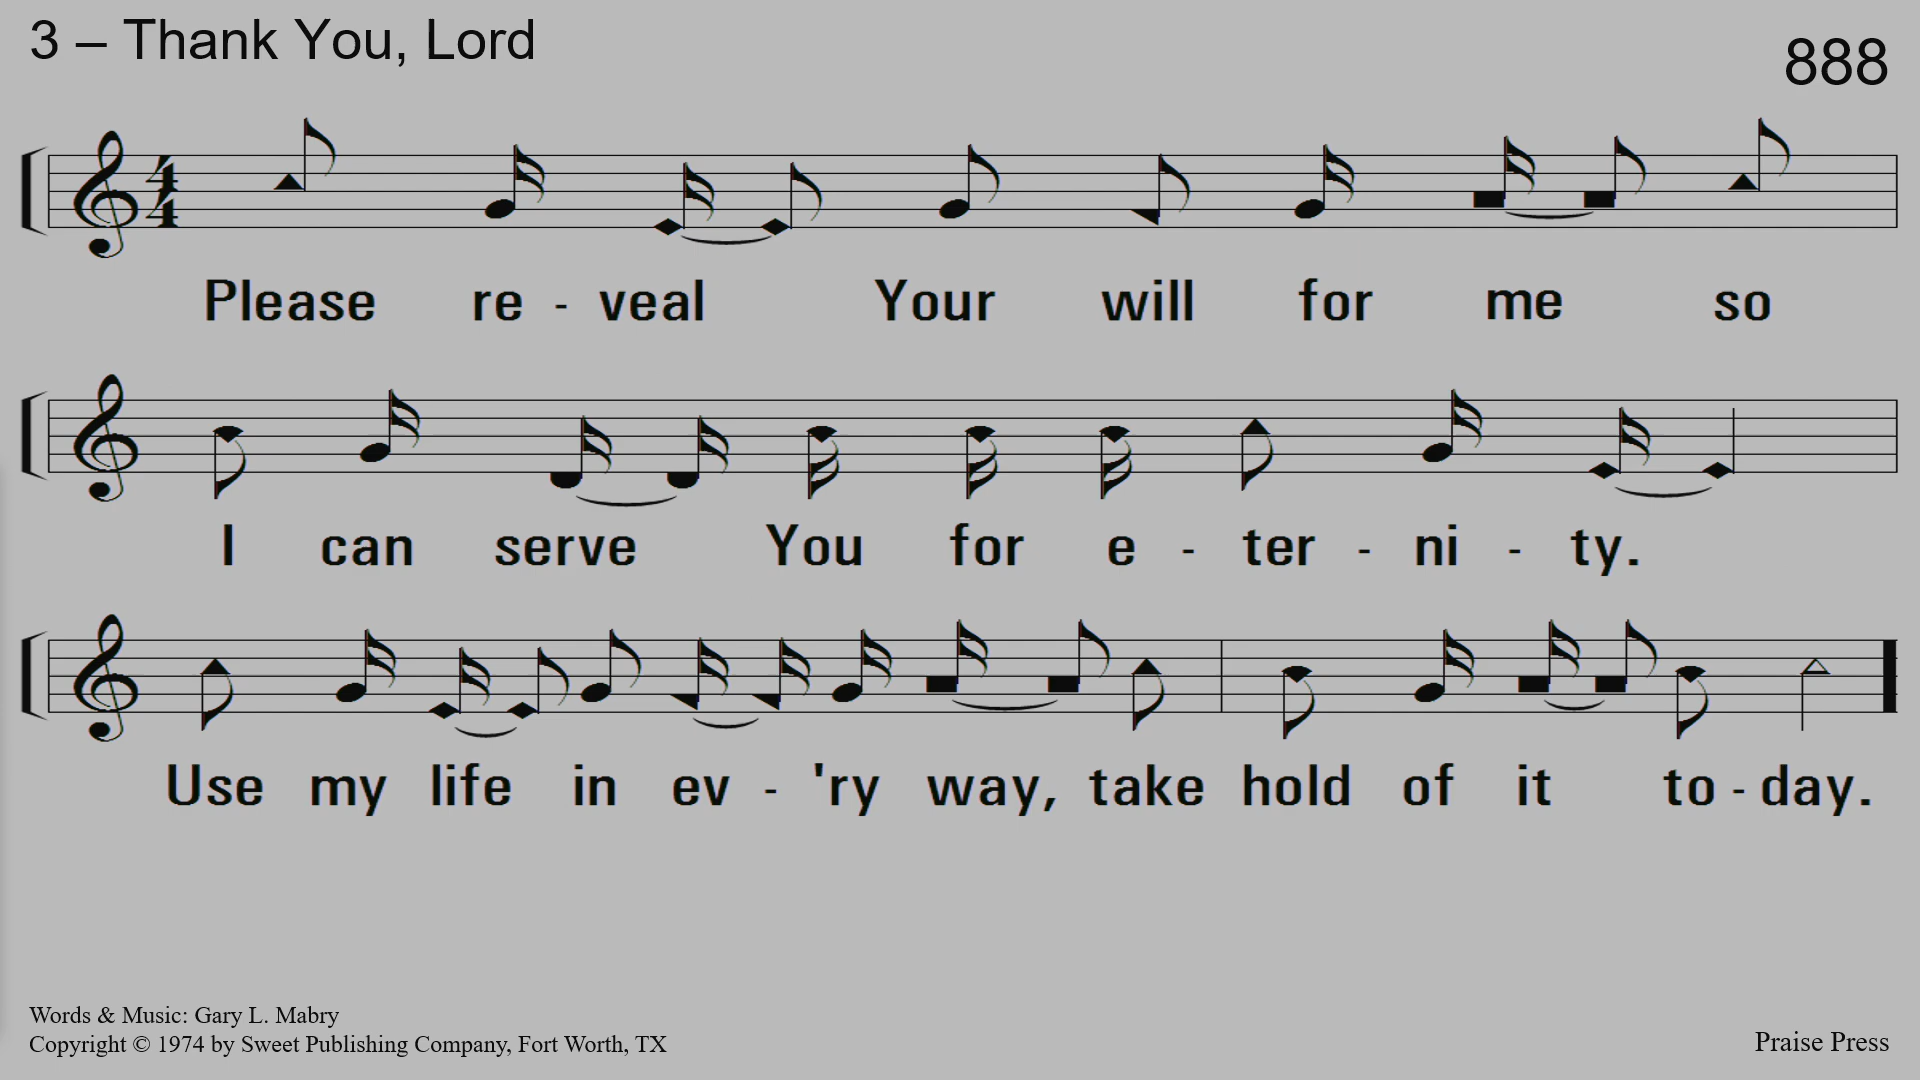 3 – Thank You, Lord
888
4/4
Please re - veal Your will for me so
I can serve You for e - ter - ni - ty.
Use my life in ev - 'ry way, take hold of it to - day.
Words & Music: Gary L. Mabry
Copyright © 1974 by Sweet Publishing Company, Fort Worth, TX
Praise Press